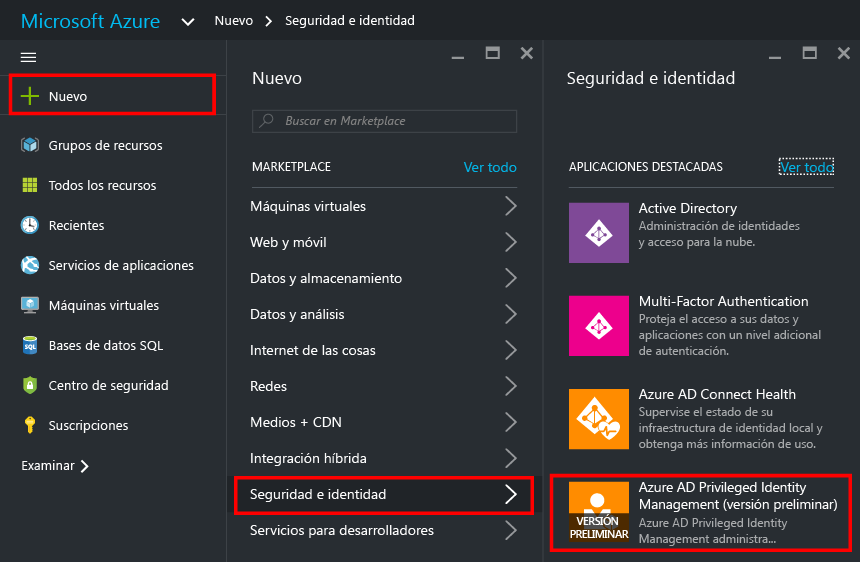 Microsoft Azure
Nuevo
Seguridad e identidad
Nuevo
Grupos de recursos
Todos los recursos
Recientes
Servicios de aplicaciones
Máquinas virtuales
Bases de datos SQL
Centro de seguridad
Suscripciones
Examinar
Nuevo
Buscar en Marketplace
MARKETPLACE
Ver todo
Máquinas virtuales
Web y móvil
Datos y almacenamiento
Datos y análisis
Internet de las cosas
Redes
Medios + CDN
Integración híbrida
Seguridad e identidad
Servicios para desarrolladores
Seguridad e identidad
APLICACIONES DESTACADAS
Ver todo
Active Directory
Administración de identidades
y acceso para la nube.
Multi-Factor Authentication
Proteja el acceso a sus datos y
aplicaciones con un nivel adicional
de autenticación.
Azure AD Connect Health
Supervise el estado de su
infraestructura de identidad local y
obtenga más información de uso.
VERSIÓN
PRELIMINAR
Azure AD Privileged Identity
Management (versión preliminar)
Azure AD Privileged Identity
Management administra...